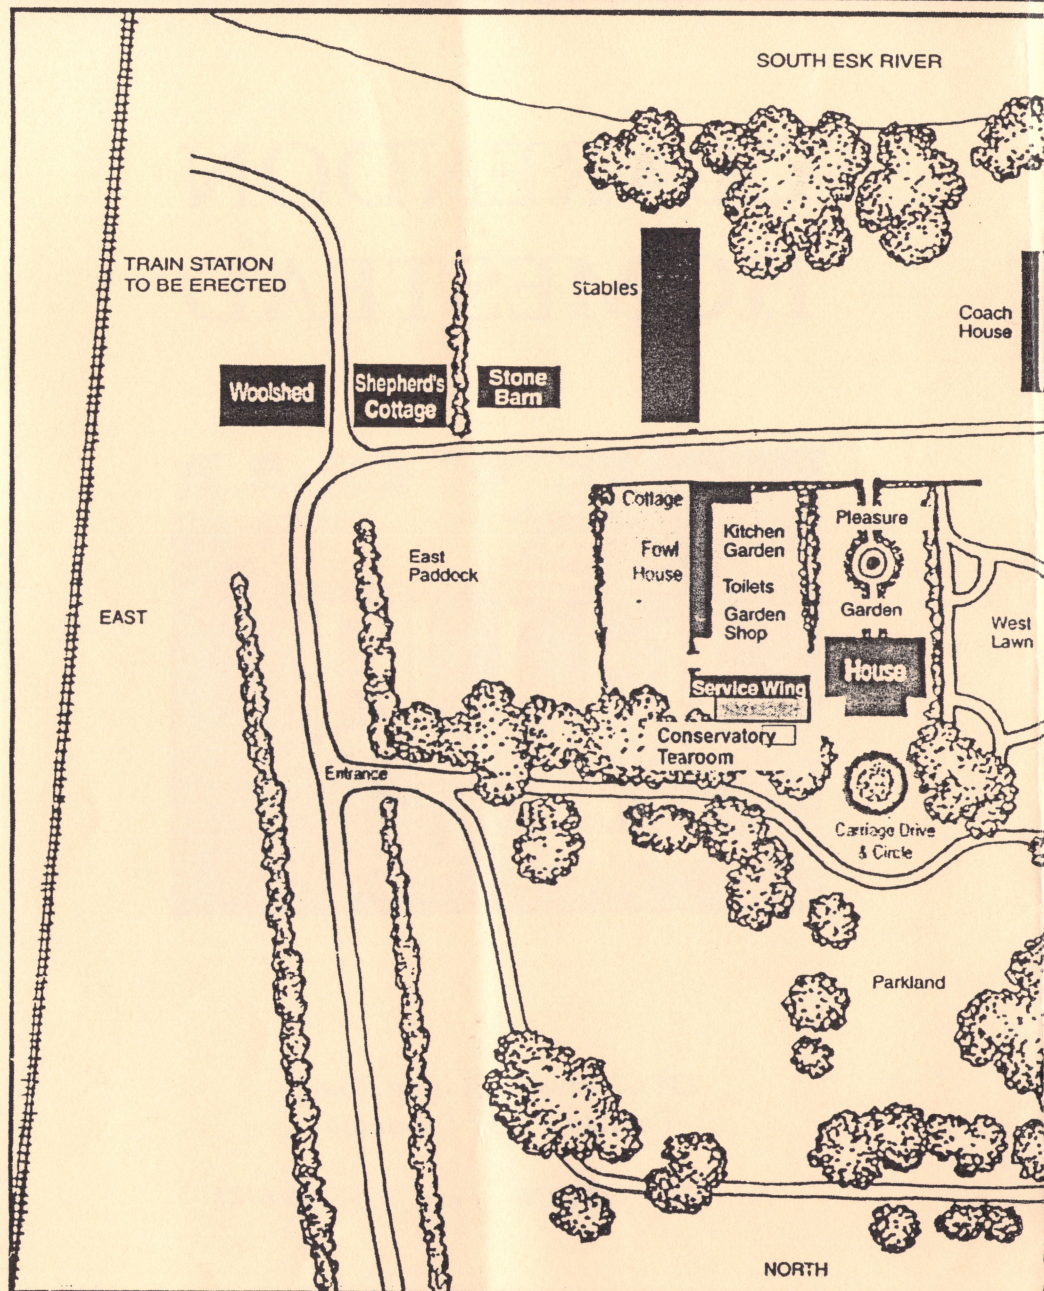 SOUTH ESK RIVER
TRAIN STATION
TO BE ERECTED
Stables
Coach
House
Woolshed
Shepherd's
Cottage
Stone
Barn
Cottage
Fowl
House
Kitchen
Garden
Toilets
Garden
Shop
Pleasure
Garden
East
Paddock
EAST
West
Lawn
House
Service Wing
Conservatory
Tearoom
Entrance
Carriage Drive
& Circle
Parkland
NORTH